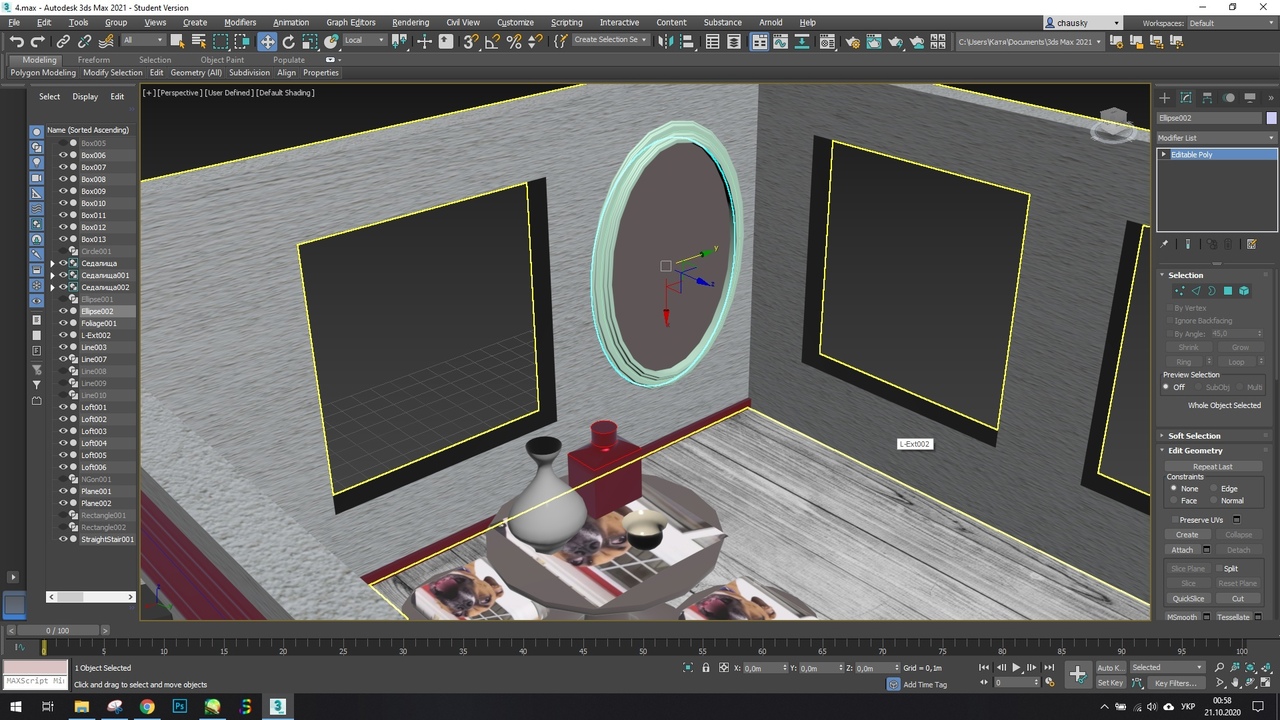 4.max - Autodesk 3ds Max 2021 - Student Version
File Edit Tools Group Views Create Modifiers Animation Graph Editors Rendering Civil View Customize Scripting Interactive Content Substance Arnold Help
chausky Workspaces: Default
All Local Create Selection Se C:\Users\Катя\Documents\3ds Max 2021
Modeling Freeform Selection Object Paint Populate
Polygon Modeling Modify Selection Edit Geometry (All) Subdivision Align Properties
Select Display Edit
[+] [Perspective] [User Defined] [Default Shading]
Name (Sorted Ascending)
Box005
Box006
Box007
Box008
Box009
Box010
Box011
Box012
Box013
Circle001
Седалища
Седалища001
Седалища002
Ellipse001
Ellipse002
Foliage001
L-Ext002
Line003
Line007
Line008
Line009
Line010
Loft001
Loft002
Loft003
Loft004
Loft005
Loft006
NGon001
Plane001
Plane002
Rectangle001
Rectangle002
StraightStair001
y
z
L-Ext002
Ellipse002
Modifier List
Editable Poly
Selection
By Vertex
Ignore Backfacing
By Angle: 45,0
Shrink Grow
Ring Loop
Preview Selection
Off SubObj Multi
Whole Object Selected
Soft Selection
Edit Geometry
Repeat Last
Constraints
None Edge
Face Normal
Preserve UVs
Create Collapse
Attach Detach
Slice Plane Split
Slice Reset Plane
QuickSlice Cut
MSmooth Tessellate
0 / 100
0 5 10 15 20 25 30 35 40 45 50 55 60 65 70 75 80 85 90 95 100
1 Object Selected
X: 0,0m Y: 0,0m Z: 0,0m Grid = 0,1m
Auto K... Selected
MAXScript Mi
Click and drag to select and move objects
Add Time Tag
0
Set Key Key Filters...
УКР
00:58
21.10.2020